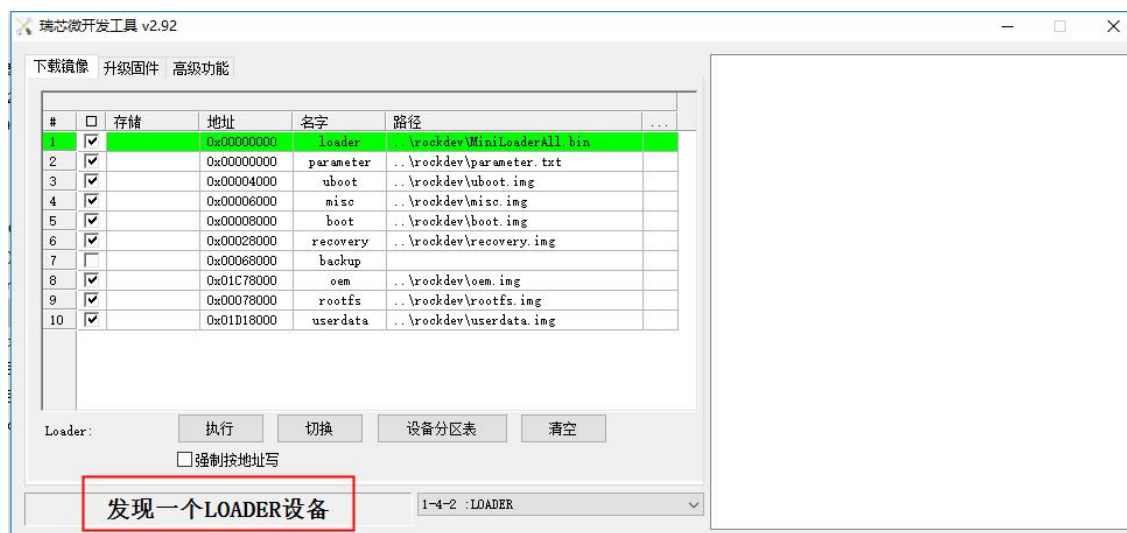 瑞芯微开发工具 v2.92
下载镜像 升级固件 高级功能
# 存储 地址 名字 路径 ...
1 0x00000000 loader ..\rockdev\MiniLoaderAll.bin
2 0x00000000 parameter ..\rockdev\parameter.txt
3 0x00004000 uboot ..\rockdev\uboot.img
4 0x00006000 misc ..\rockdev\misc.img
5 0x00008000 boot ..\rockdev\boot.img
6 0x00028000 recovery ..\rockdev\recovery.img
7 0x00068000 backup
8 0x01C78000 oem ..\rockdev\oem.img
9 0x00078000 rootfs ..\rockdev\rootfs.img
10 0x01D18000 userdata ..\rockdev\userdata.img
Loader: 执行 切换 设备分区表 清空
强制按地址写
发现一个LOADER设备 1-4-2 :LOADER